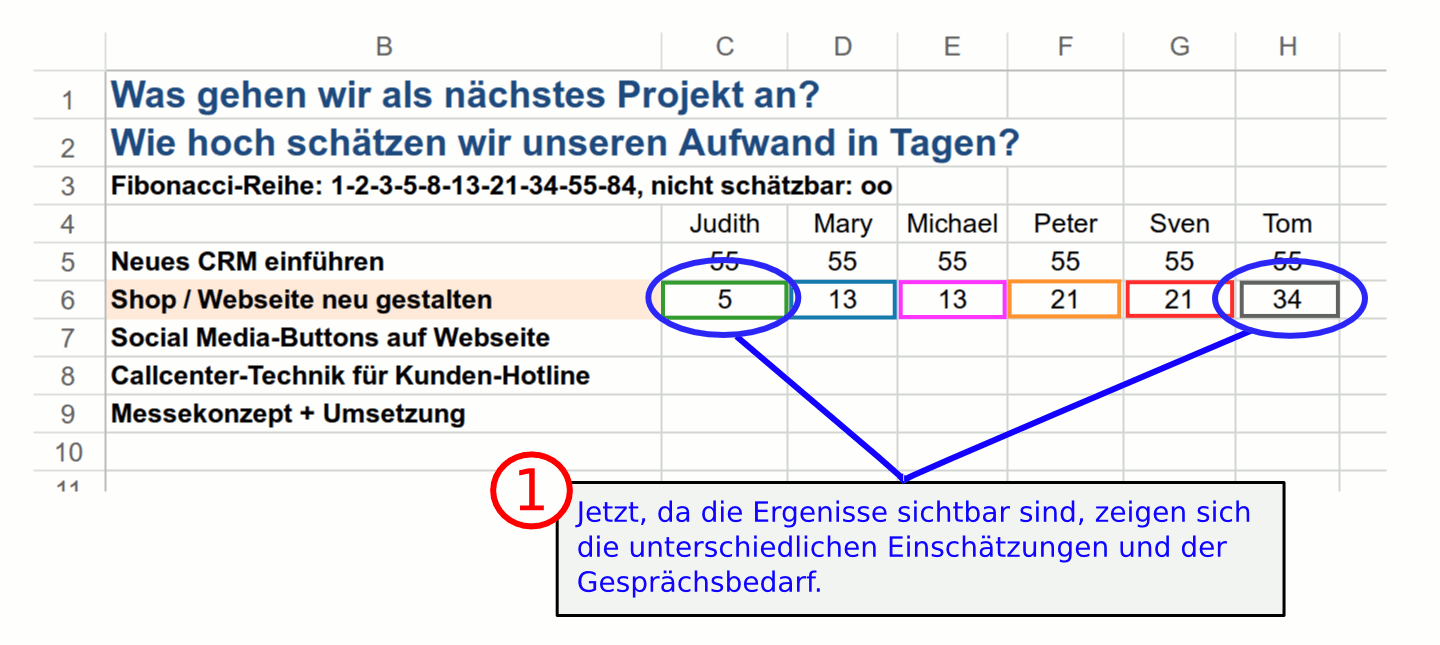 B C D E F G H
1 Was gehen wir als nächstes Projekt an?
2 Wie hoch schätzen wir unseren Aufwand in Tagen?
3 Fibonacci-Reihe: 1-2-3-5-8-13-21-34-55-84, nicht schätzbar: oo
4 Judith Mary Michael Peter Sven Tom
5 Neues CRM einführen 55 55 55 55 55 55
6 Shop / Webseite neu gestalten 5 13 13 21 21 34
7 Social Media-Buttons auf Webseite
8 Callcenter-Technik für Kunden-Hotline
9 Messekonzept + Umsetzung
10
11
1
Jetzt, da die Ergenisse sichtbar sind, zeigen sich
die unterschiedlichen Einschätzungen und der
Gesprächsbedarf.